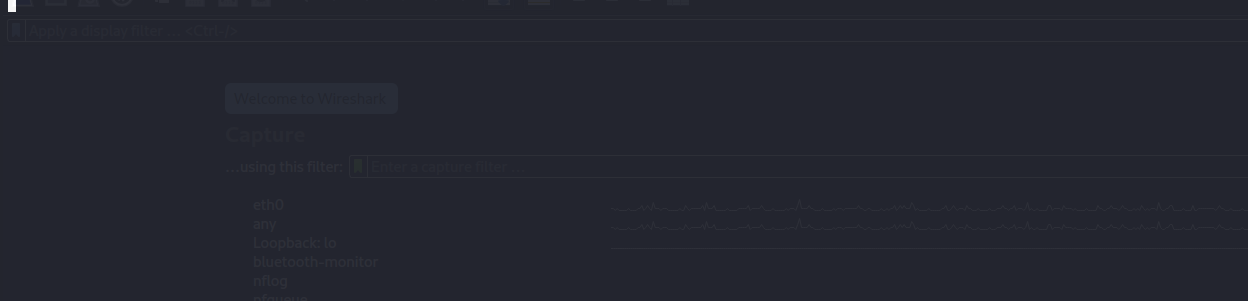 Apply a display filter ... <Ctrl-/>
Welcome to Wireshark
Capture
...using this filter:
Enter a capture filter ...
eth0
any
Loopback: lo
bluetooth-monitor
nflog
nfqueue